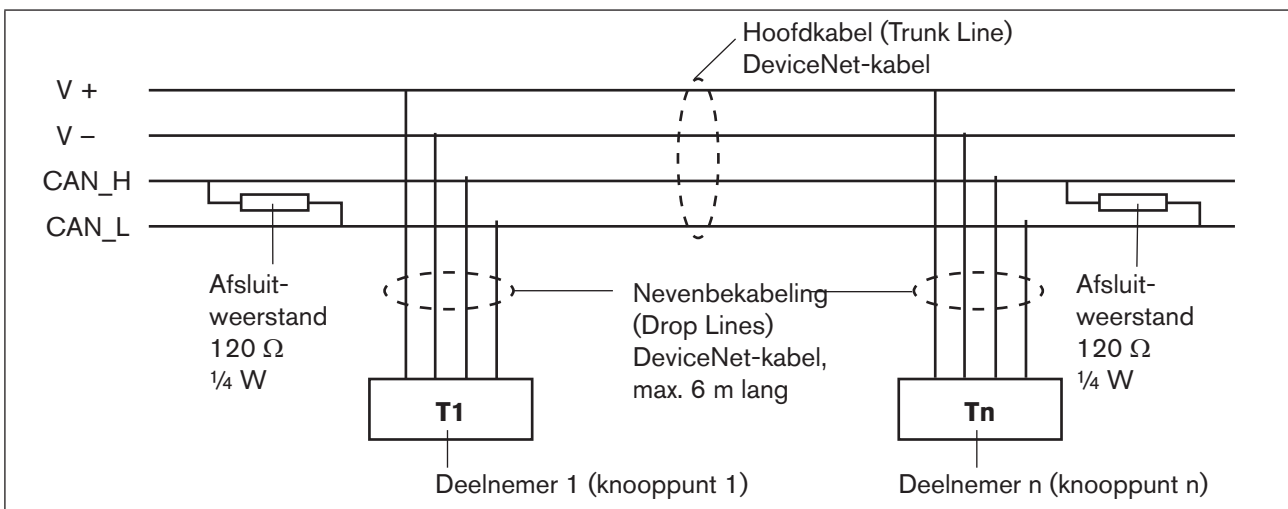 Hoofdkabel (Trunk Line)
DeviceNet-kabel
V +
V –
CAN_H
CAN_L
Afsluit-
weerstand
120 Ω
¼ W
Nevenbekabeling
(Drop Lines)
DeviceNet-kabel,
max. 6 m lang
Afsluit-
weerstand
120 Ω
¼ W
T1
Tn
Deelnemer 1 (knooppunt 1)
Deelnemer n (knooppunt n)